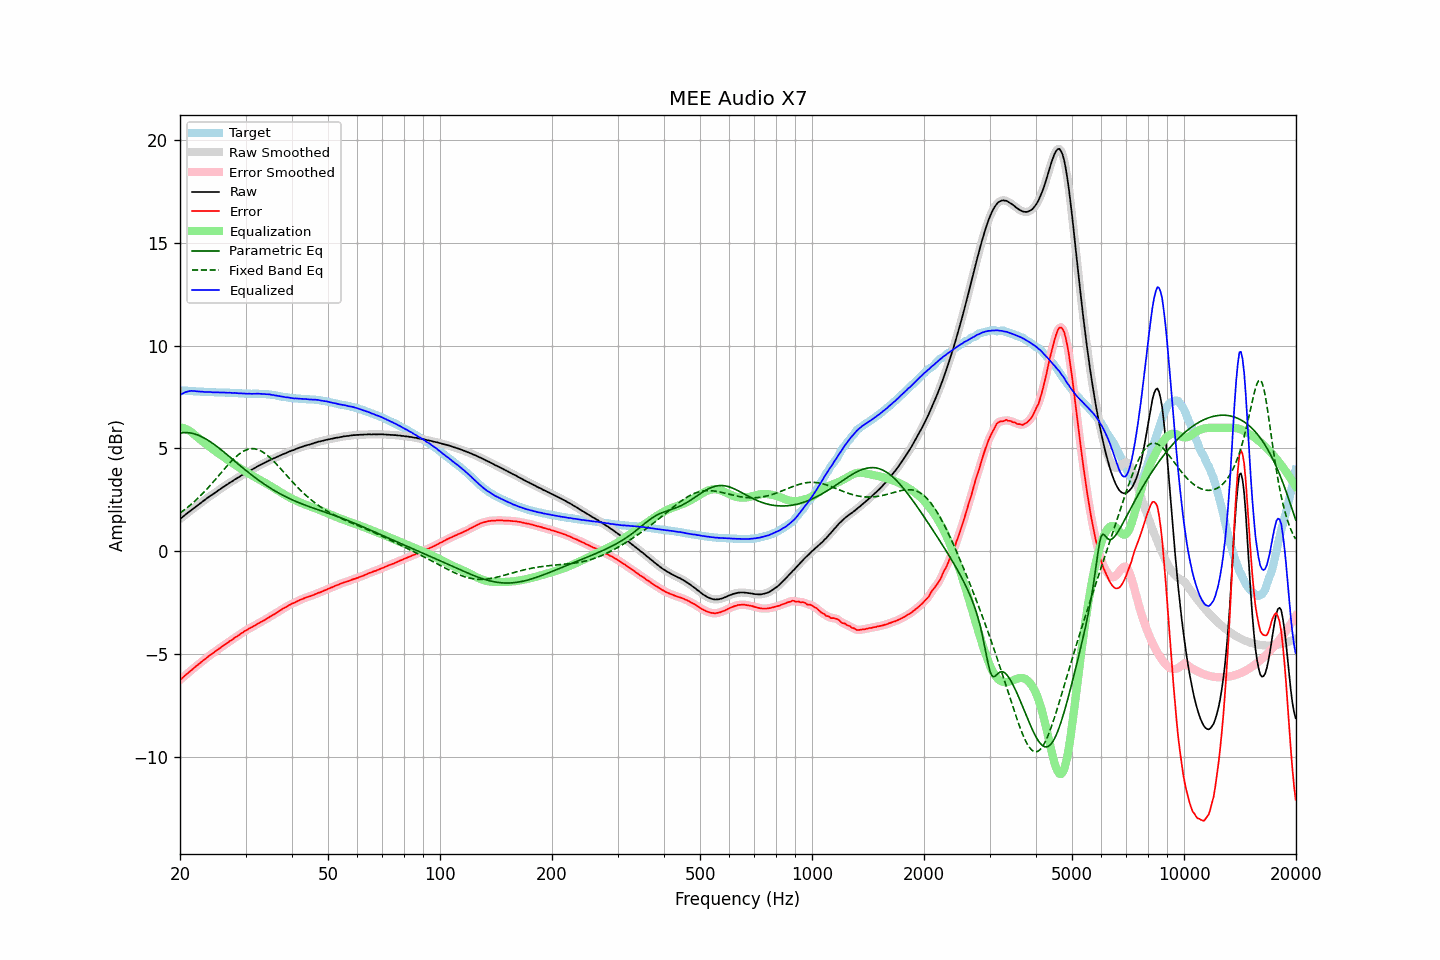 MEE Audio X7
Target
Raw Smoothed
Error Smoothed
Raw
Error
Equalization
Parametric Eq
Fixed Band Eq
Equalized
20
15
10
5
0
−5
−10
Amplitude (dBr)
20 50 100 200 500 1000 2000 5000 10000 20000
Frequency (Hz)